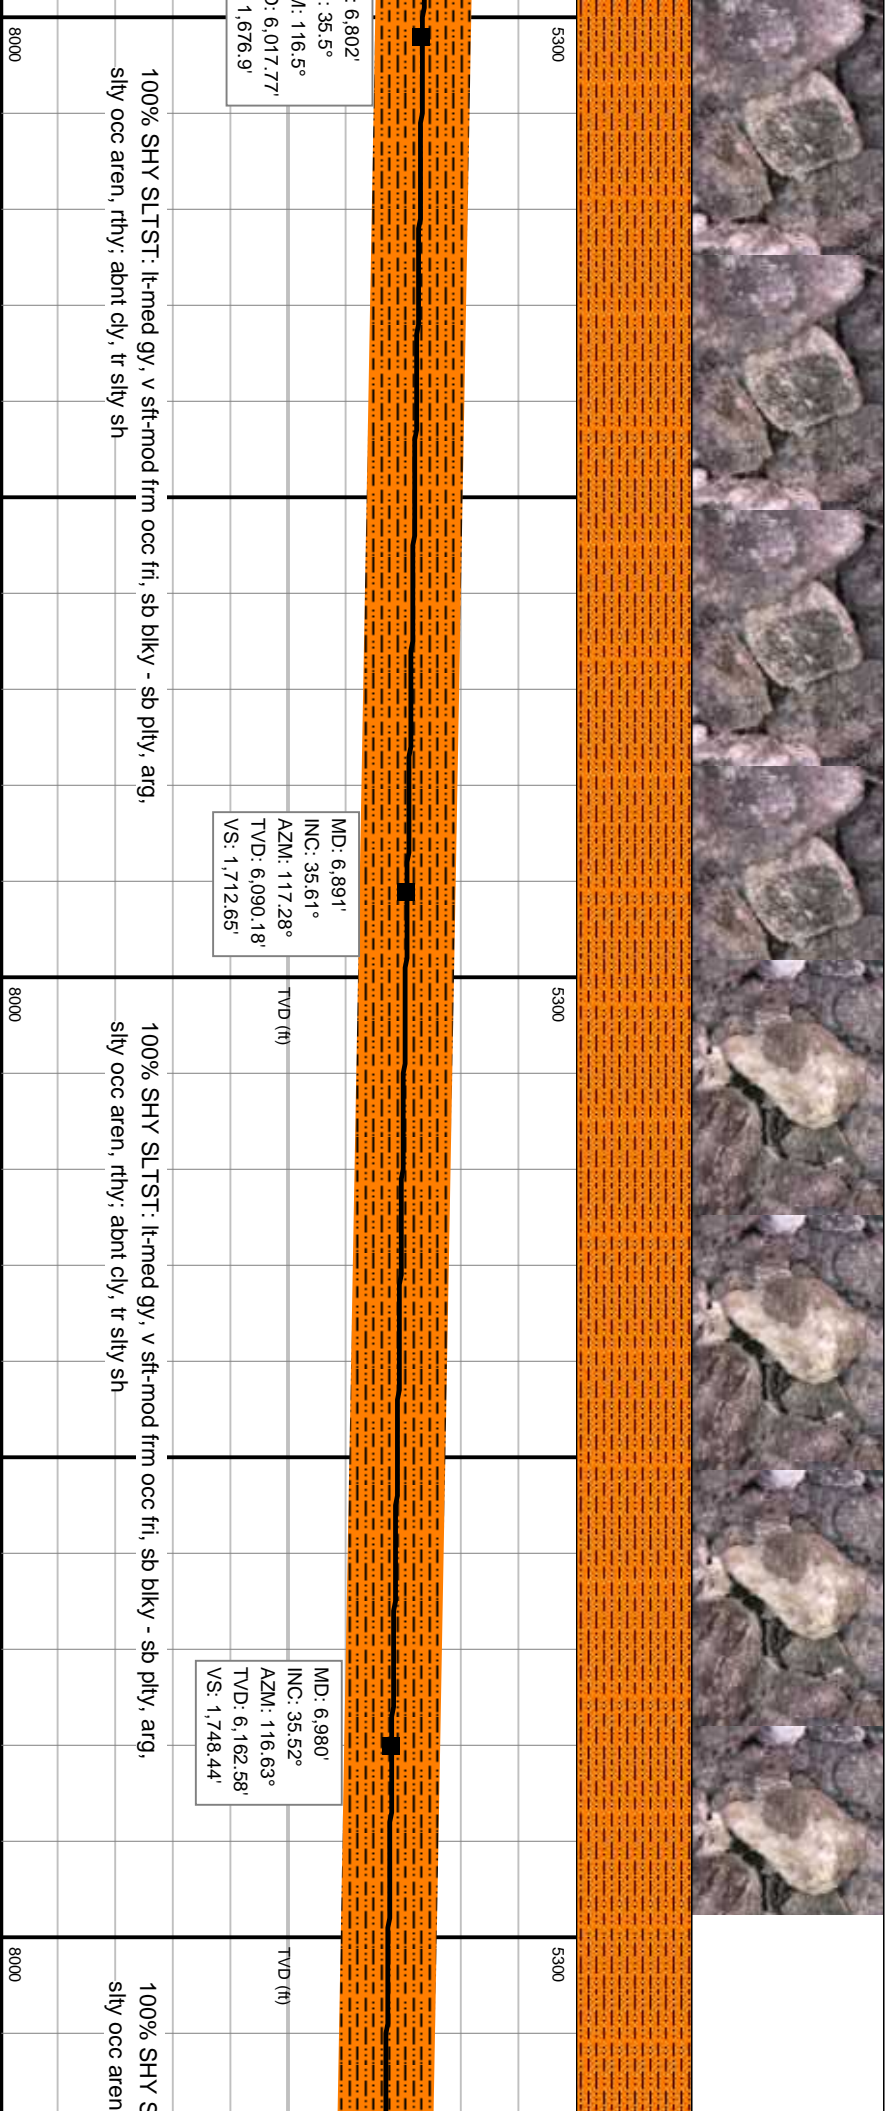 : 6,802'
: 35.5°
M: 116.5°
D: 6,017.77'
1,676.9'
5300
8000
100% SHY SLTST: lt-med gy, v sft-mod frm occ fri, sb blky - sb plty, arg,
slty occ aren, rthy; abnt cly, tr slty sh
MD: 6,891'
INC: 35.61°
AZM: 117.28°
TVD: 6,090.18'
VS: 1,712.65'
5300
TVD (ft)
8000
100% SHY SLTST: lt-med gy, v sft-mod frm occ fri, sb blky - sb plty, arg,
slty occ aren, rthy; abnt cly, tr slty sh
MD: 6,980'
INC: 35.52°
AZM: 116.63°
TVD: 6,162.58'
VS: 1,748.44'
5300
TVD (ft)
8000
100% SHY S
slty occ aren